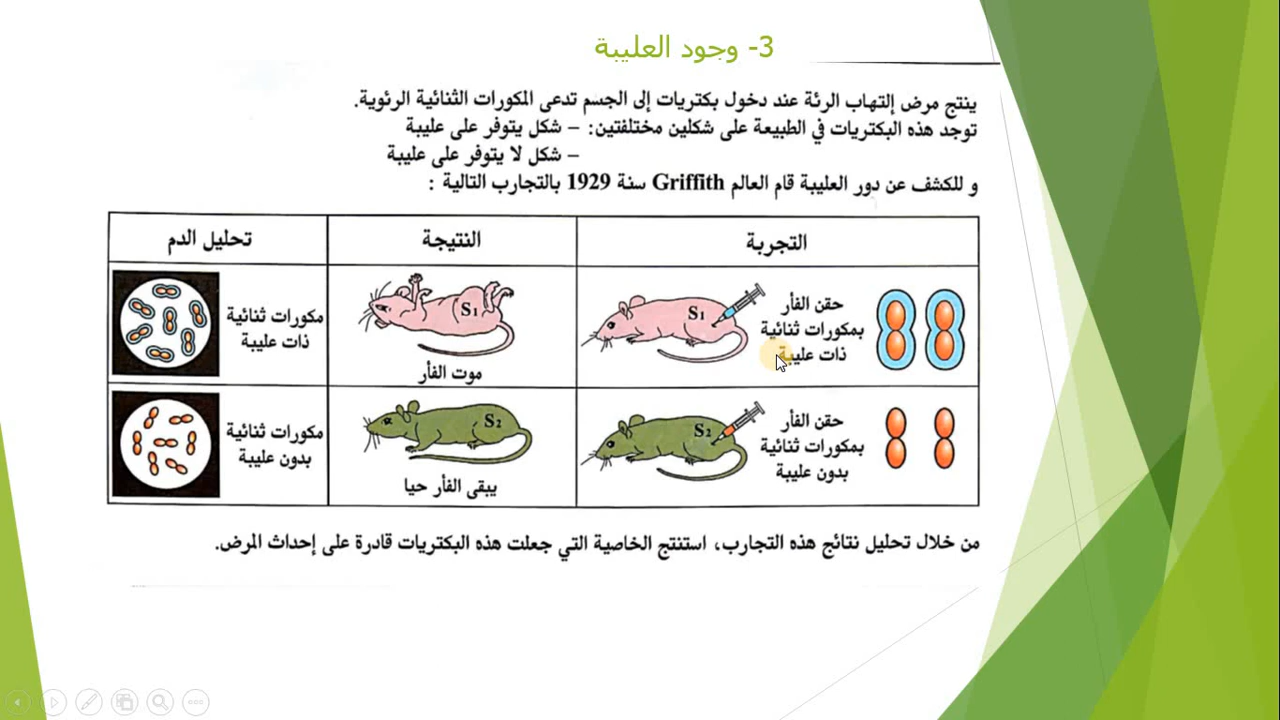 3- وجود العليبة
ينتج مرض إلتهاب الرئة عند دخول بكتريات إلى الجسم تدعى المكورات الثنائية الرئوية.
توجد هذه البكتريات في الطبيعة على شكلين مختلفتين: – شكل يتوفر على عليبة
– شكل لا يتوفر على عليبة
و للكشف عن دور العليبة قام العالم Griffith سنة 1929 بالتجارب التالية :
التجربة
النتيجة
تحليل الدم
حقن الفأر
بمكورات ثنائية
ذات عليبة
S1
S1
موت الفأر
مكورات ثنائية
ذات عليبة
حقن الفأر
بمكورات ثنائية
بدون عليبة
S2
S2
يبقى الفأر حيا
مكورات ثنائية
بدون عليبة
من خلال تحليل نتائج هذه التجارب، استنتج الخاصية التي جعلت هذه البكتريات قادرة على إحداث المرض.